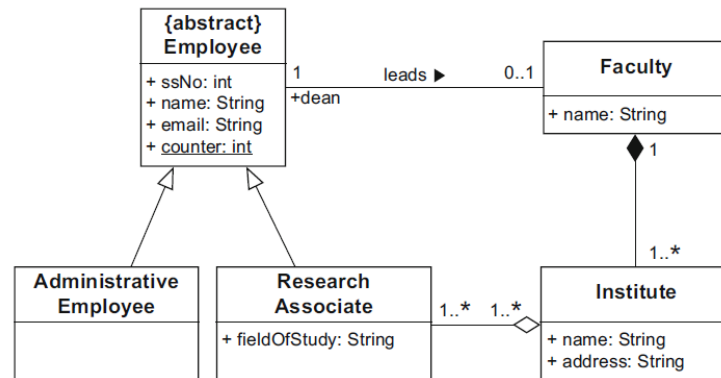 {abstract}
Employee
+ ssNo: int
+ name: String
+ email: String
+ counter: int
1
leads ▶
0..1
+dean
Faculty
+ name: String
1
1..*
Administrative
Employee
Research
Associate
+ fieldOfStudy: String
1..*
1..*
Institute
+ name: String
+ address: String